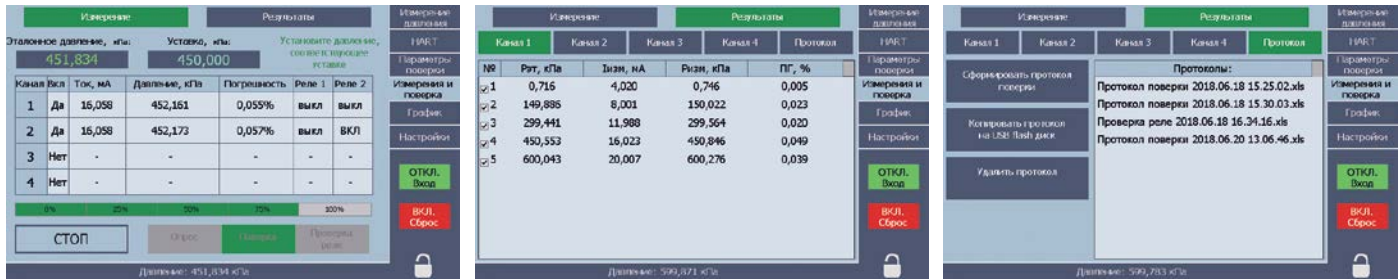 Измерение
Результаты
Измерение давления
Эталонное давление, кПа:
Уставка, кПа:
Установите давление, соответствующее уставке
451,834
450,000
HART
Параметры поверки
Измерения и поверка
График
Настройки
ОТКЛ. Вход
ВКЛ. Сброс
Канал Вкл Ток, мА Давление, кПа Погрешность Реле 1 Реле 2
1 Да 16,058 452,161 0,055% выкл выкл
2 Да 16,058 452,173 0,057% выкл ВКЛ
3 Нет - - - - -
4 Нет - - - - -
0% 25% 50% 75% 100%
СТОП
Опрос
Поверка
Проверка реле
Давление: 451,834 кПа
Измерение
Результаты
Измерение давления
Канал 1 Канал 2 Канал 3 Канал 4 Протокол
HART
Параметры поверки
Измерения и поверка
График
Настройки
ОТКЛ. Вход
ВКЛ. Сброс
№ Рэт, кПа Iизм, мА Ризм, кПа ПГ, %
1 0,716 4,020 0,746 0,005
2 149,886 8,001 150,022 0,023
3 299,441 11,988 299,564 0,020
4 450,553 16,023 450,846 0,049
5 600,043 20,007 600,276 0,039
Давление: 599,871 кПа
Измерение
Результаты
Измерение давления
Канал 1 Канал 2 Канал 3 Канал 4 Протокол
HART
Параметры поверки
Измерения и поверка
График
Настройки
ОТКЛ. Вход
ВКЛ. Сброс
Сформировать протокол поверки
Копировать протокол на USB flash диск
Удалить протокол
Протоколы:
Протокол поверки 2018.06.18 15.25.02.xls
Протокол поверки 2018.06.18 15.30.03.xls
Проверка реле 2018.06.18 16.34.16.xls
Протокол поверки 2018.06.20 13.06.46.xls
Давление: 599,783 кПа